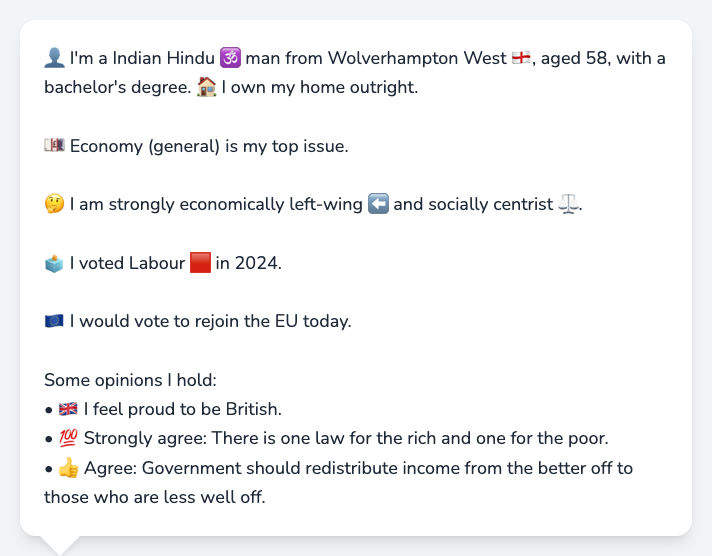 👤 I'm a Indian Hindu 🕉️ man from Wolverhampton West 🏴󠁧󠁢󠁥󠁮󠁧󠁿, aged 58, with a
bachelor's degree. 🏠 I own my home outright.
💷 Economy (general) is my top issue.
🤔 I am strongly economically left-wing ⬅️ and socially centrist ⚖️.
🗳️ I voted Labour 🟥 in 2024.
🇪🇺 I would vote to rejoin the EU today.
Some opinions I hold:
• 🇬🇧 I feel proud to be British.
• 💯 Strongly agree: There is one law for the rich and one for the poor.
• 👍 Agree: Government should redistribute income from the better off to
those who are less well off.